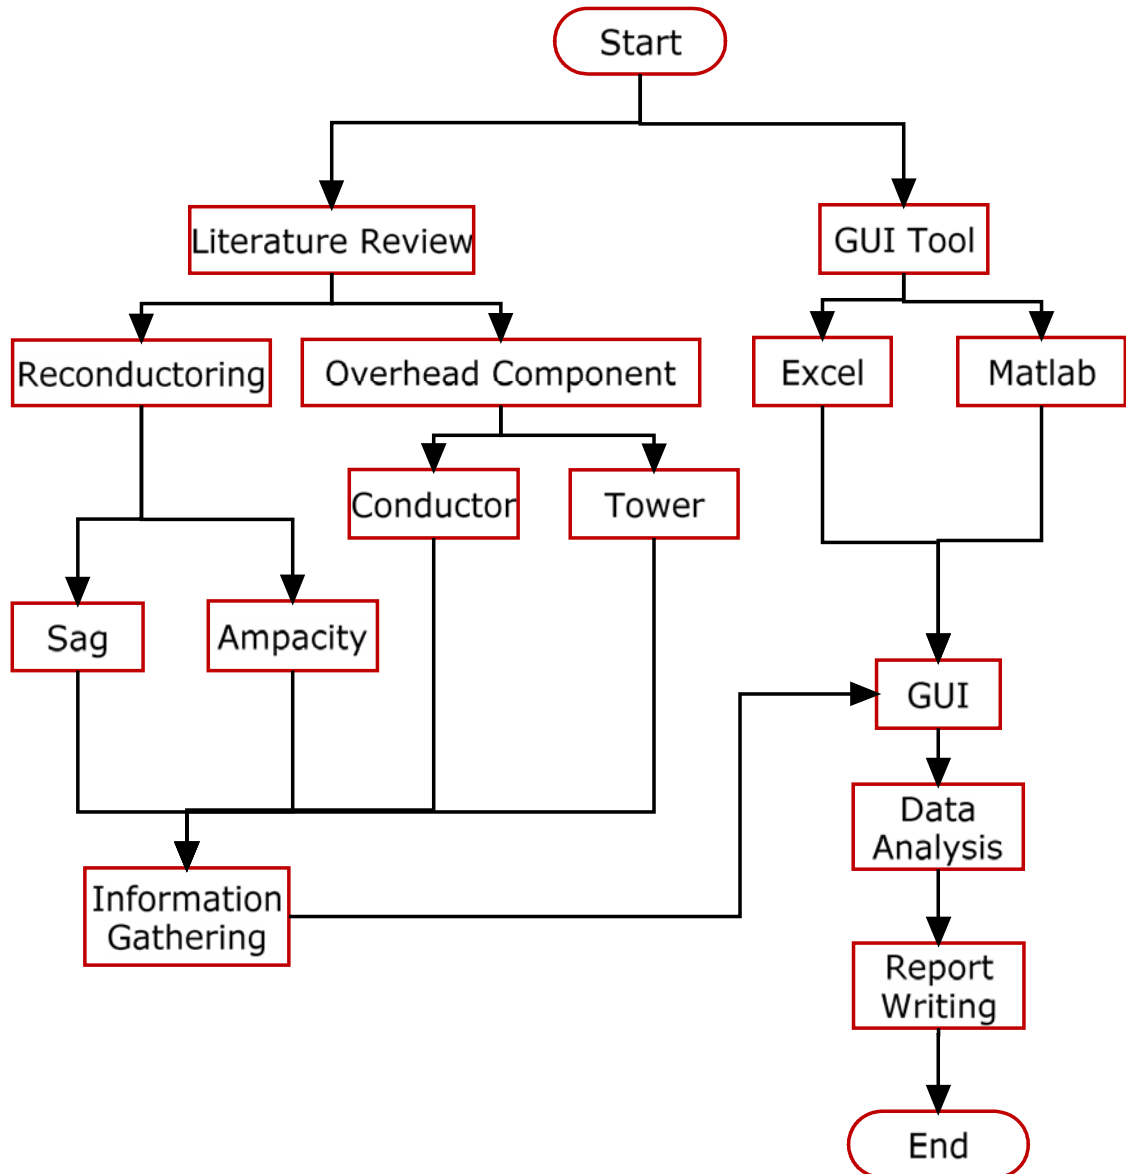 Start
Literature Review
GUI Tool
Reconductoring
Overhead Component
Excel
Matlab
Conductor
Tower
Sag
Ampacity
GUI
Data
Analysis
Information
Gathering
Report
Writing
End